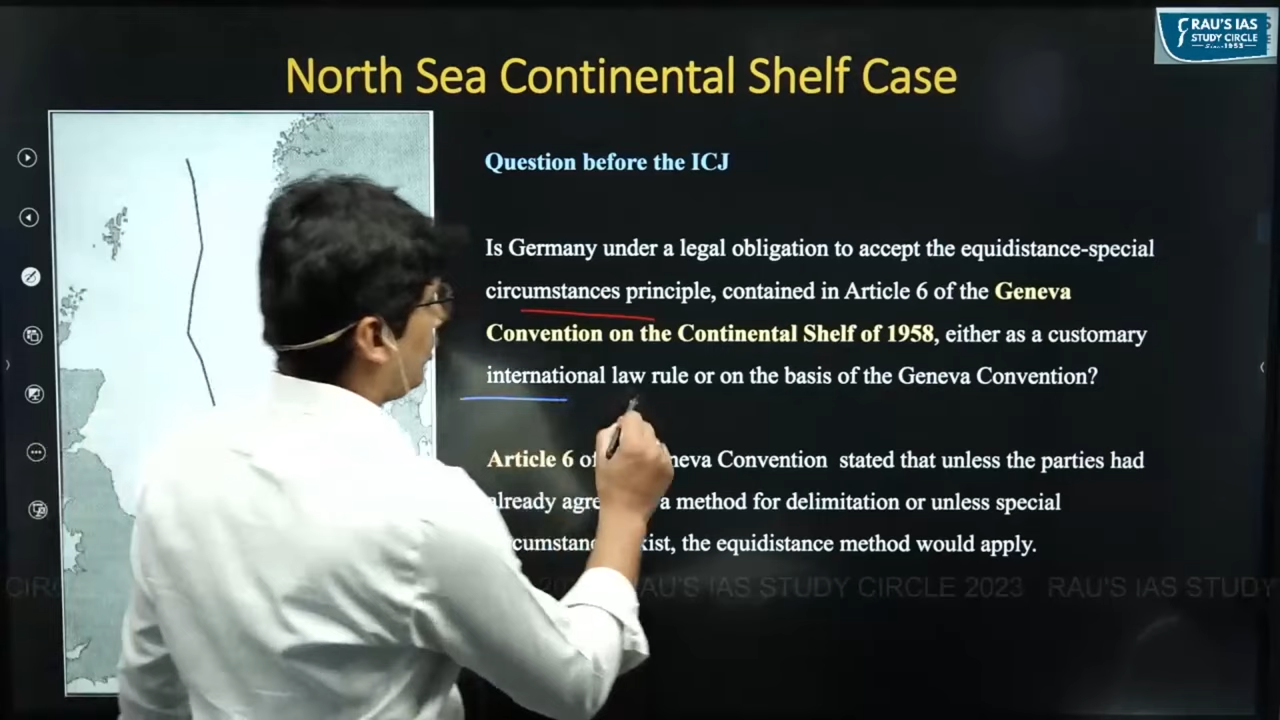 RAU'S IAS
STUDY CIRCLE
Since 1953
North Sea Continental Shelf Case
Question before the ICJ
Is Germany under a legal obligation to accept the equidistance-special
circumstances principle, contained in Article 6 of the Geneva
Convention on the Continental Shelf of 1958, either as a customary
international law rule or on the basis of the Geneva Convention?
Article 6 of Convention stated that unless the parties had
already a method for delimitation or unless special
the equidistance method would apply.
RAU'S IAS STUDY CIRCLE 2023 RAU'S IAS STUDY